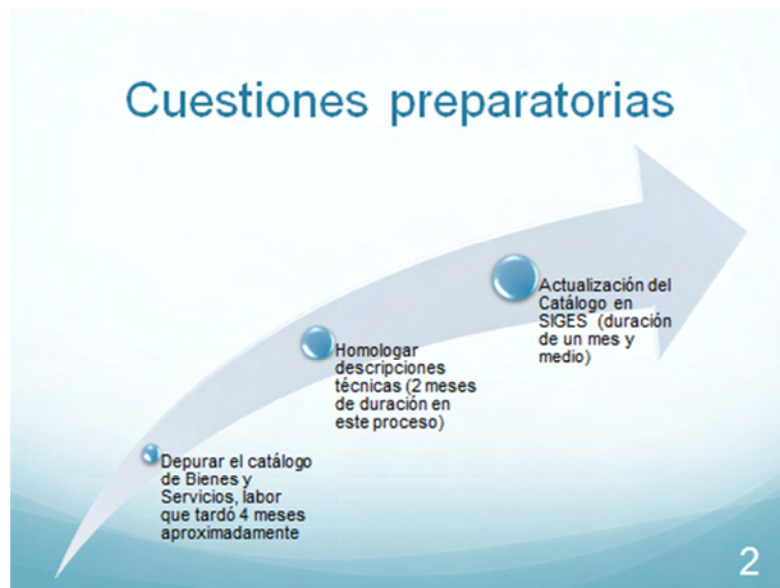 Cuestiones preparatorias
Actualización del
Catálogo en
SIGES (duración
de un mes y
medio)
Homologar
descripciones
técnicas (2 meses
de duración en
este proceso)
Depurar el catálogo
de Bienes y
Servicios, labor
que tardó 4 meses
aproximadamente
2